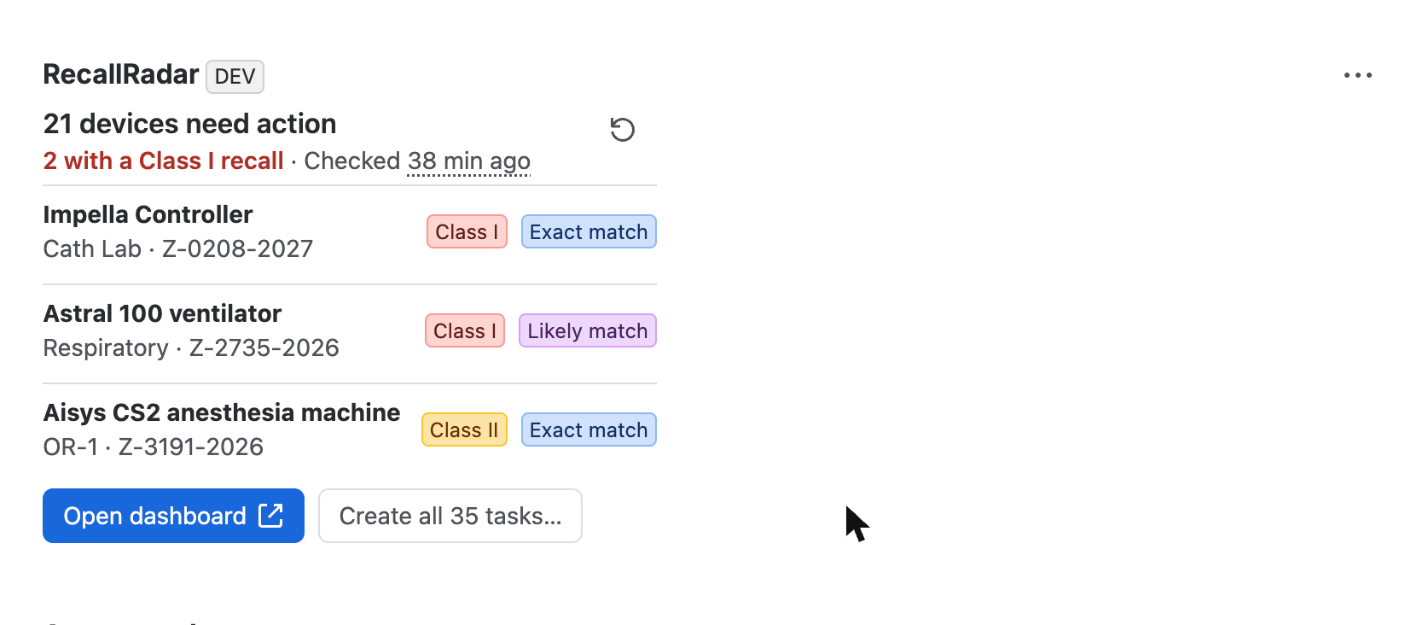 RecallRadar DEV
21 devices need action
2 with a Class I recall · Checked 38 min ago
Impella Controller
Cath Lab · Z-0208-2027
Class I Exact match
Astral 100 ventilator
Respiratory · Z-2735-2026
Class I Likely match
Aisys CS2 anesthesia machine
OR-1 · Z-3191-2026
Class II Exact match
Open dashboard
Create all 35 tasks...